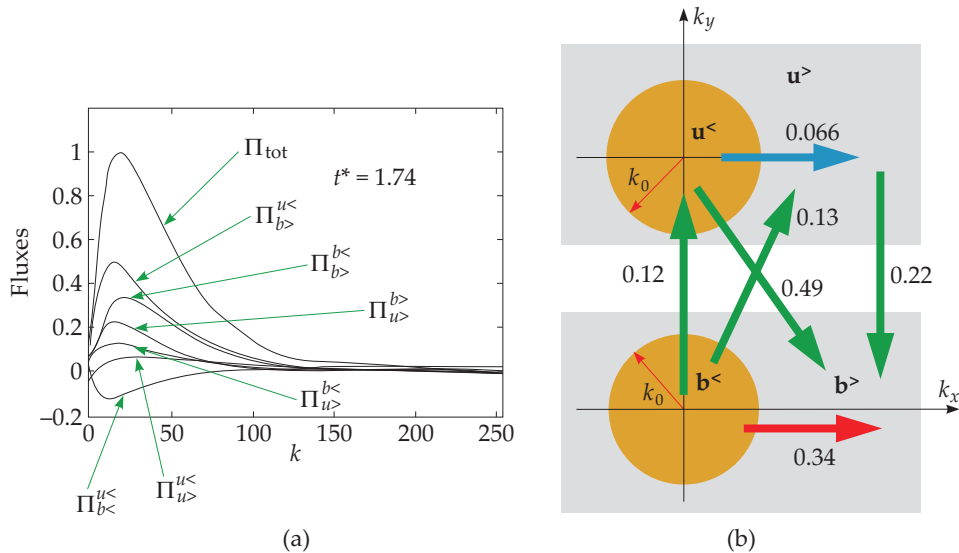 1
0.8
0.6
0.4
0.2
0
−0.2
Fluxes
0
50
100
150
200
250
k
t* = 1.74
Π_tot
Π^{u<}_{b>}
Π^{b<}_{b>}
Π^{b>}_{u>}
Π^{b<}_{u>}
Π^{u<}_{u>}
Π^{u<}_{b<}
(a)
k_y
u^>
u^<
0.066
k_0
0.13
0.12
0.49
0.22
b^<
b^>
k_0
k_x
0.34
(b)